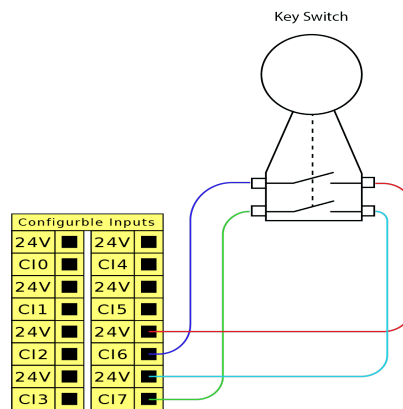 Key Switch
Configurble Inputs
24V 24V
CI0 CI4
24V 24V
CI1 CI5
24V 24V
CI2 CI6
24V 24V
CI3 CI7